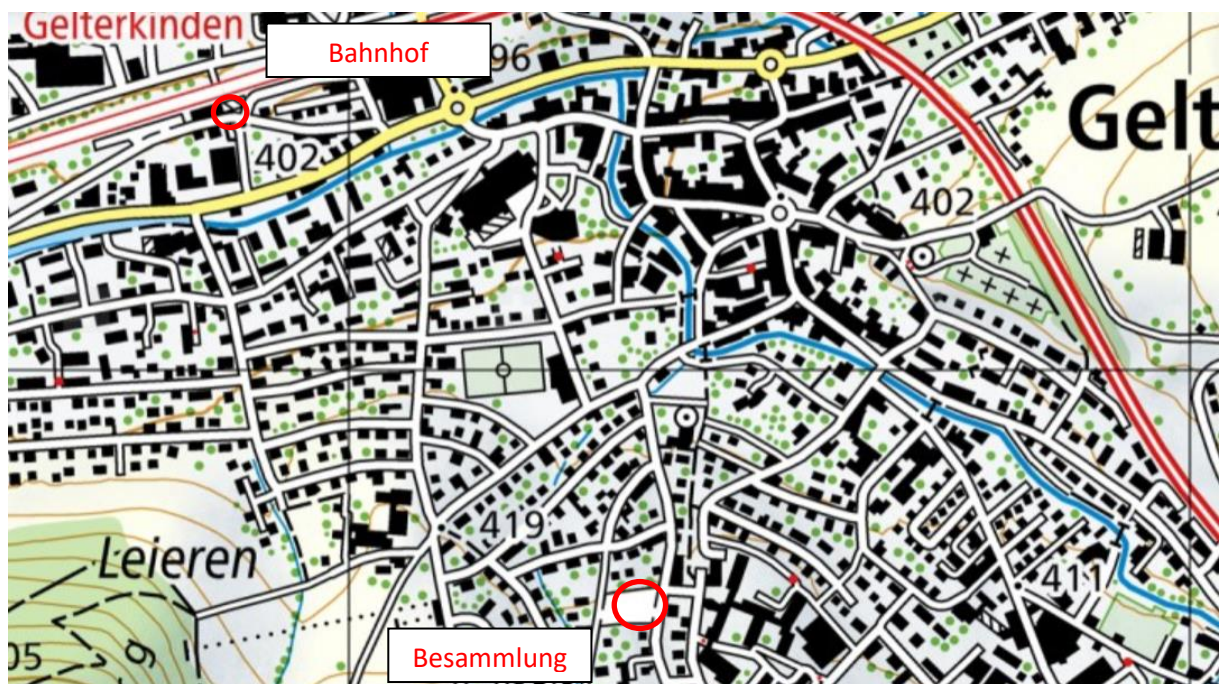 Gelterkinden
Bahnhof
96
Gelt
402
402
419
Leieren
411
Besammlung
05